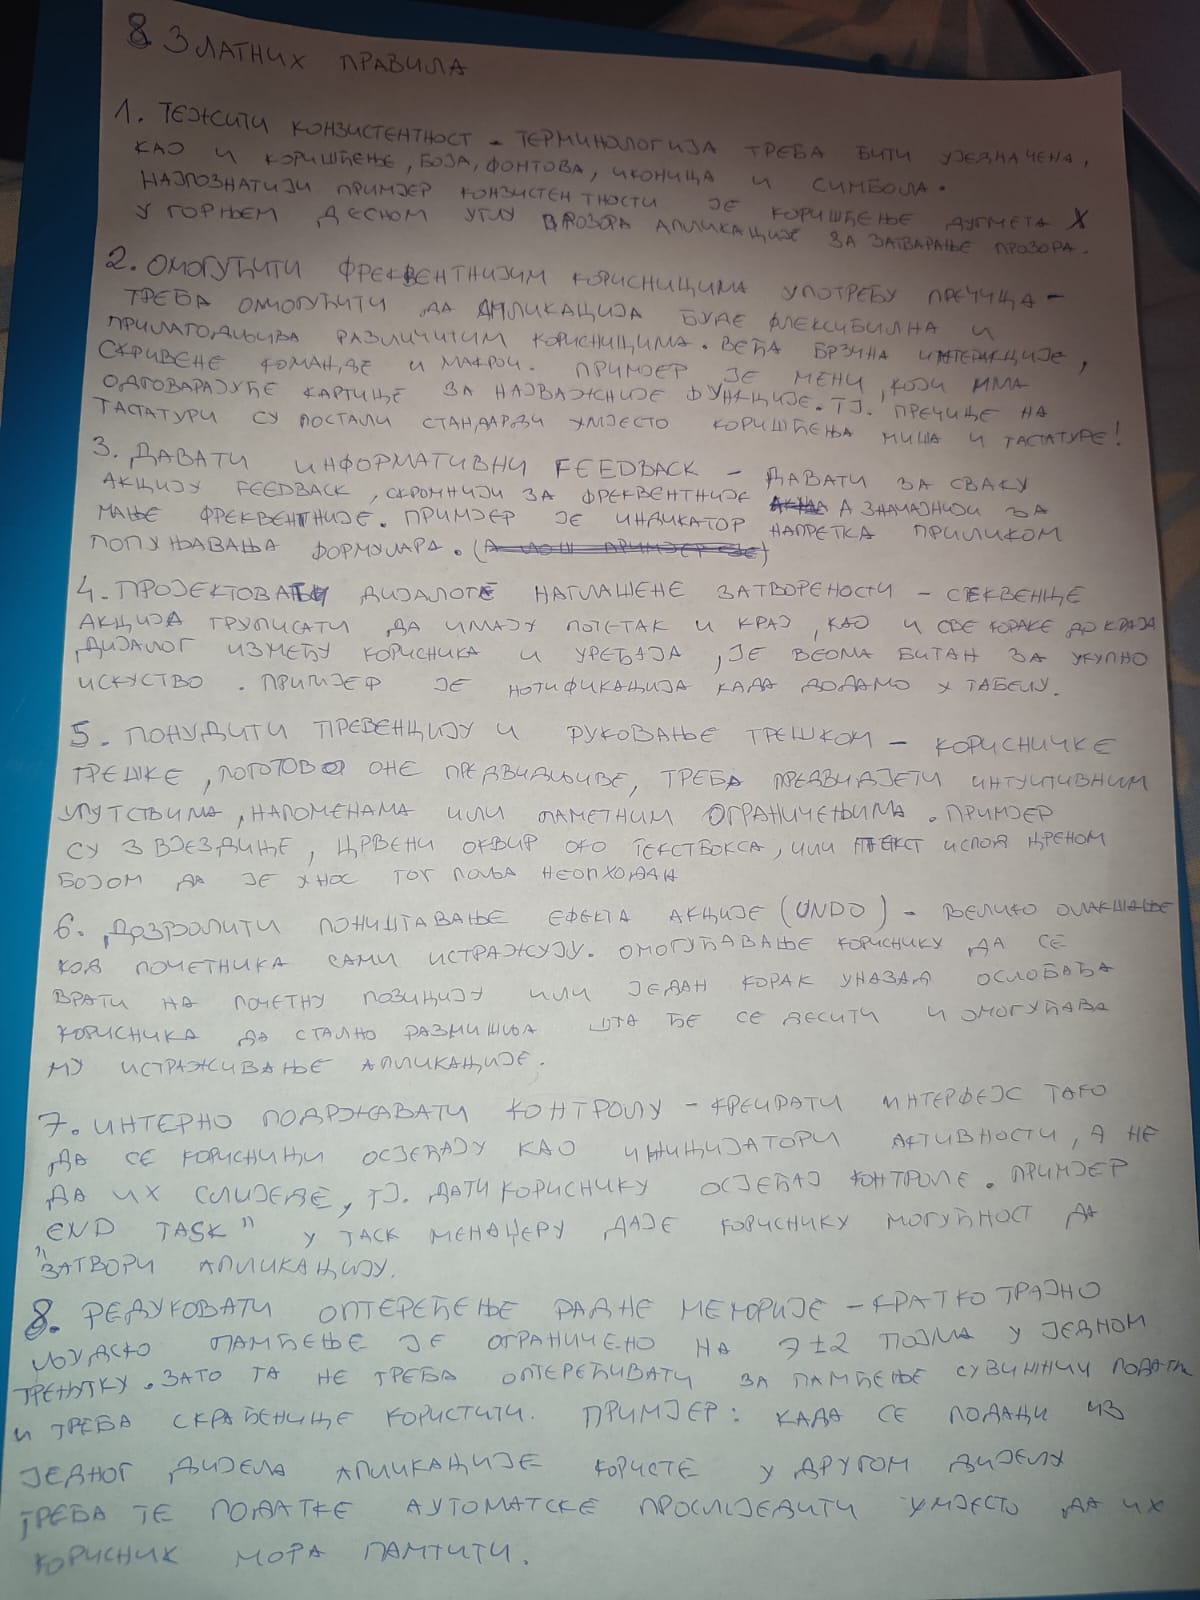 8 ЗЛАТНИХ ПРАВИЛА
1. ТЕЖИТИ КОНЗИСТЕНТНОСТ - ТЕРМИНОЛОГИЈА ТРЕБА БИТИ УЈЕДНАЧЕНА,
КАО И КОРИШЋЕЊЕ, БОЈА, ФОНТОВА, ИКОНИЦА И СИМБОЛА.
НАЈПОЗНАТИЈИ ПРИМЈЕР КОНЗИСТЕНТНОСТИ ЈЕ КОРИШЋЕЊЕ ДУГМЕТА X
У ГОРЊЕМ ДЕСНОМ УГЛУ ПРОЗОРА АПЛИКАЦИЈЕ ЗА ЗАТВАРАЊЕ ПРОЗОРА.
2. ОМОГУЋИТИ ФРЕКВЕНТНИЈИМ КОРИСНИЦИМА УПОТРЕБУ ПРЕЧИЦА -
ТРЕБА ОМОГУЋИТИ ДА АПЛИКАЦИЈА БУДЕ ФЛЕКСИБИЛНА И
ПРИЛАГОДЉИВА РАЗЛИЧИТИМ КОРИСНИЦИМА. ВЕЋА БРЗИНА ИНТЕРАКЦИЈЕ,
СКРИВЕНЕ КОМАНДЕ И МАКРОИ. ПРИМЈЕР ЈЕ МЕНИ КОЈИ ИМА
ОДГОВАРАЈУЋЕ КАРТИЦЕ ЗА НАЈВАЖНИЈЕ ФУНКЦИЈЕ. ТЈ. ПРЕЧИЦЕ НА
ТАСТАТУРИ СУ ПОСТАЛИ СТАНДАРДИ УМЈЕСТО КОРИШЋЕЊА МИША И ТАСТАТУРЕ!
3. ДАВАТИ ИНФОРМАТИВНИ FEEDBACK - ДАВАТИ ЗА СВАКУ
АКЦИЈУ FEEDBACK, СКРОМНИЈИ ЗА ФРЕКВЕНТНИЈЕ А ЗНАЧАЈНИЈИ ЗА
МАЊЕ ФРЕКВЕНТНИЈЕ. ПРИМЈЕР ЈЕ ИНДИКАТОР НАПРЕТКА ПРИЛИКОМ
ПОПУЊАВАЊА ФОРМУЛАРА. (А ЛОШ ПРИМЈЕР ЈЕ)
4. ПРОЈЕКТОВАТИ ДИЈАЛОГЕ НАГЛАШЕНЕ ЗАТВОРЕНОСТИ - СЕКВЕНЦЕ
АКЦИЈА ГРУПИСАТИ ДА ИМАЈУ ПОЧЕТАК И КРАЈ, КАО И СВЕ КОРАКЕ ДО КРАЈА
ДИЈАЛОГ ИЗМЕЂУ КОРИСНИКА И УРЕЂАЈА, ЈЕ ВЕОМА БИТАН ЗА УКУПНО
ИСКУСТВО. ПРИМЈЕР ЈЕ НОТИФИКАЦИЈА КАДА ДОДАМО У ТАБЕЛУ.
5. ПОНУДИТИ ПРЕВЕНЦИЈУ И РУКОВАЊЕ ГРЕШКОМ - КОРИСНИЧКЕ
ГРЕШКЕ, ПОГОТОВО ОНЕ ПРЕДВИДЉИВЕ, ТРЕБА ПРЕДВИДЈЕТИ ИНТУИТИВНИМ
УПУТСТВИМА, НАПОМЕНАМА ИЛИ ПАМЕТНИМ ОГРАНИЧЕЊИМА. ПРИМЈЕР
СУ ЗВЈЕЗДИЦЕ, ЦРВЕНИ ОКВИР ОКО ТЕКСТБОКСА, ИЛИ ТЕКСТ ИСПОД ЦРЕНОМ
БОЈОМ ДА ЈЕ УНОС ТОГ ПОЉА НЕОПХОДАН
6. ДОЗВОЛИТИ ПОНИШТАВАЊЕ ЕФЕКТА АКЦИЈЕ (UNDO) - ВЕЛИКО ОЛАКШАЊЕ
КОД ПОЧЕТНИКА САМИ ИСТРАЖУЈУ. ОМОГУЋАВАЊЕ КОРИСНИКУ ДА СЕ
ВРАТИ НА ПОЧЕТНУ ПОЗИЦИЈУ ИЛИ ЈЕДАН КОРАК УНАЗАД ОСЛОБАЂА
КОРИСНИКА ДА СТАЛНО РАЗМИШЉА ШТА ЋЕ СЕ ДЕСИТИ И ОМОГУЋАВА
МУ ИСТРАЖИВАЊЕ АПЛИКАЦИЈЕ.
7. ИНТЕРНО ПОДРЖАВАТИ КОНТРОЛУ - КРЕИРАТИ ИНТЕРФЕЈС ТАКО
ДА СЕ КОРИСНИЦИ ОСЈЕЋАЈУ КАО ИНИЦИЈАТОРИ АКТИВНОСТИ, А НЕ
ДА ИХ СЛИЈЕДЕ, ТЈ. ДАТИ КОРИСНИКУ ОСЈЕЋАЈ КОНТРОЛЕ. ПРИМЈЕР
„END TASK" У ТАСК МЕНАЏЕРУ ДАЈЕ КОРИСНИКУ МОГУЋНОСТ ДА
ЗАТВОРИ АПЛИКАЦИЈУ.
8. РЕДУКОВАТИ ОПТЕРЕЂЕЊЕ РАДНЕ МЕМОРИЈЕ - КРАТКОТРАЈНО
ЉУДСКО ПАМЋЕЊЕ ЈЕ ОГРАНИЧЕНО НА 7±2 ПОЈМА У ЈЕДНОМ
ТРЕНУТКУ. ЗАТО ГА НЕ ТРЕБА ОПТЕРЕЋИВАТИ ЗА ПАМЋЕЊЕ СУВИШНИХ
И ТРЕБА СКРАЋЕНИЦЕ КОРИСТИТИ. ПРИМЈЕР: КАДА СЕ ПОДАЦИ ИЗ
ЈЕДНОГ ДИЈЕЛА АПЛИКАЦИЈЕ КОРИСТЕ У ДРУГОМ ДИЈЕЛУ
ТРЕБА ТЕ ПОДАТКЕ АУТОМАТСКЕ ПРОСЛИЈЕДИТИ УМЈЕСТО ДА ИХ
КОРИСНИК МОРА ПАМТИТИ.